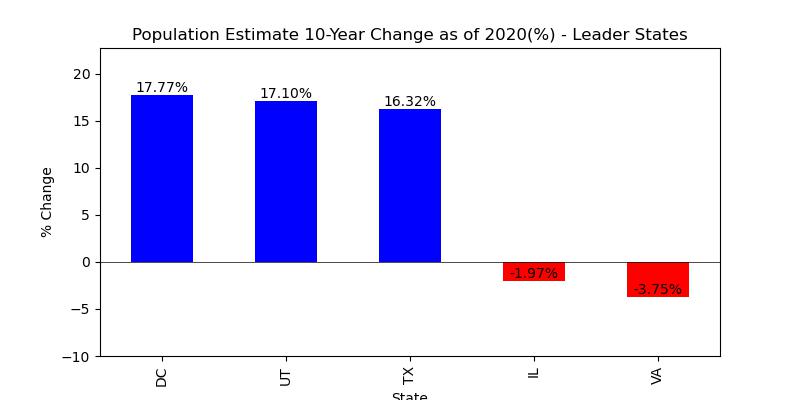 Population Estimate 10-Year Change as of 2020(%) - Leader States
% Change
20
15
10
5
0
−5
−10
17.77%
17.10%
16.32%
-1.97%
-3.75%
DC
UT
TX
IL
VA
State